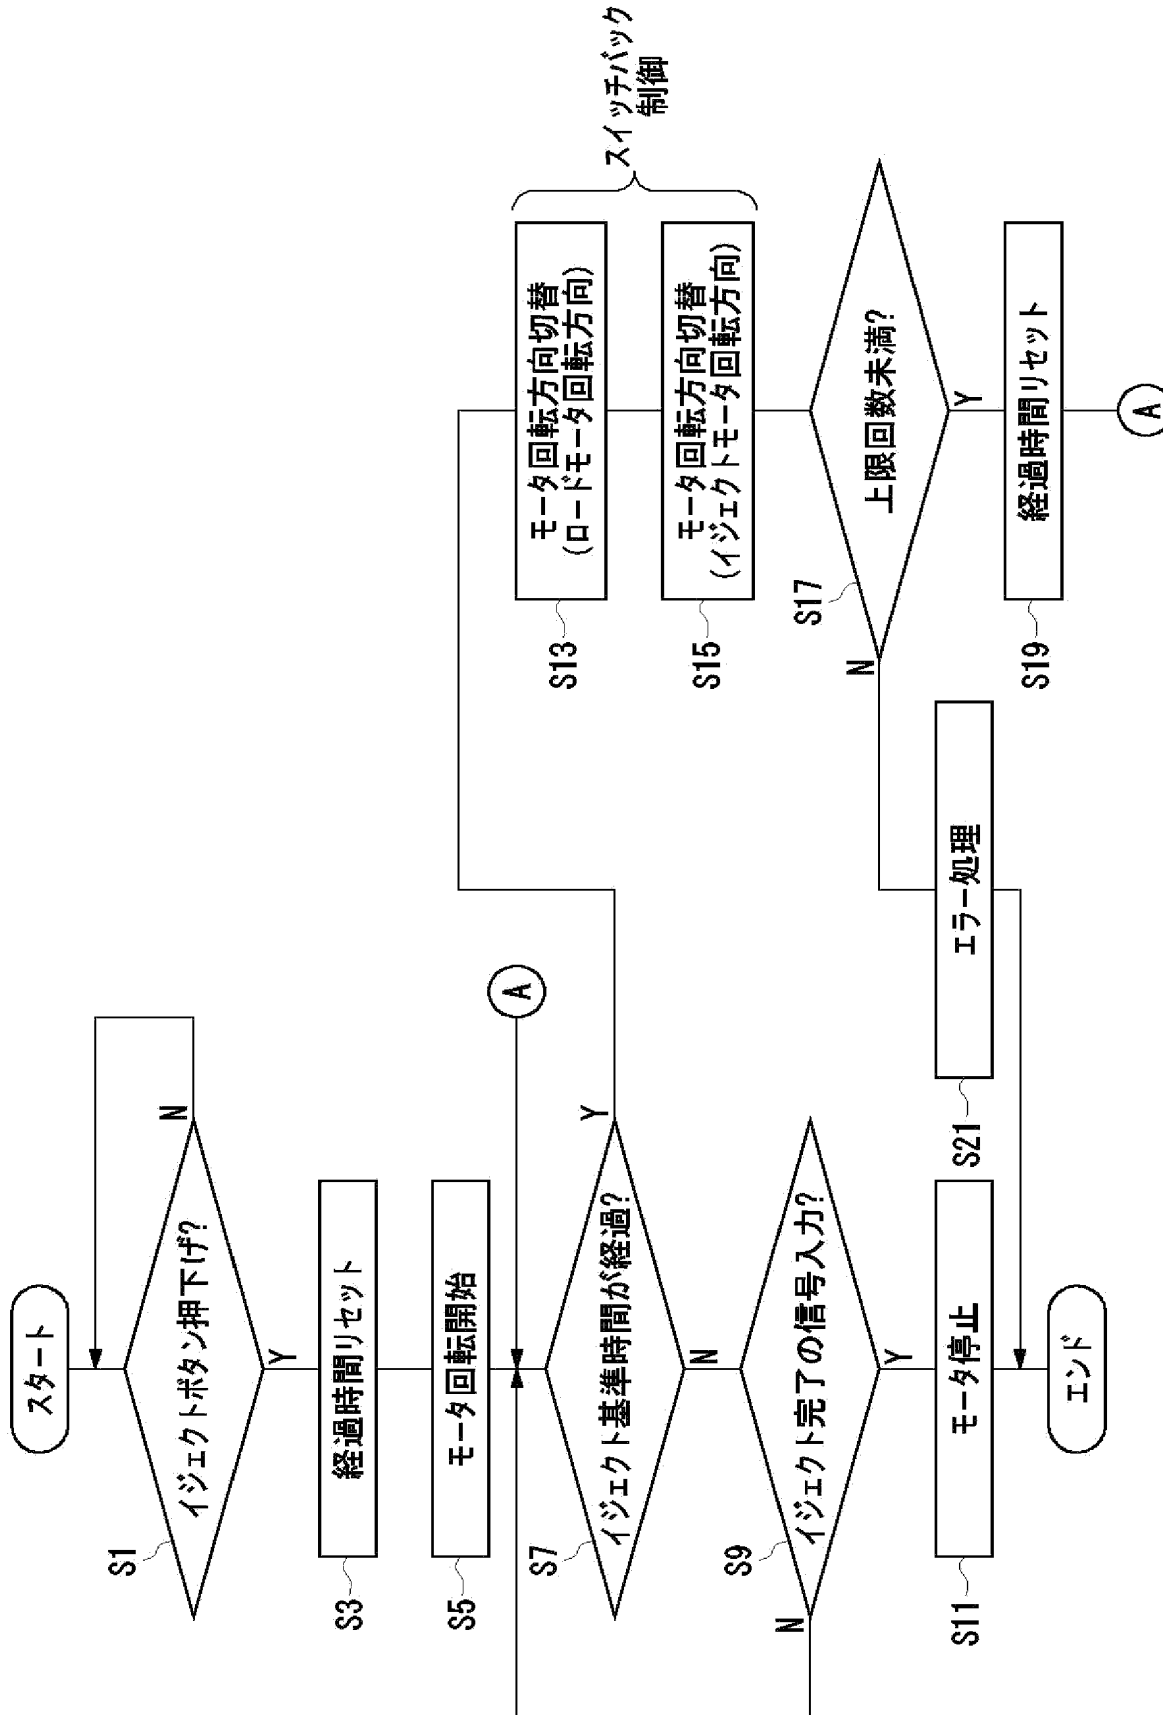 スタート
イジェクトボタン押下げ?
S1
N
Y
経過時間リセット
S3
モータ回転開始
S5
A
イジェクト基準時間が経過?
S7
Y
N
イジェクト完了の信号入力?
S9
N
Y
モータ停止
S11
エンド
モータ回転方向切替
(ロードモータ回転方向)
S13
モータ回転方向切替
(イジェクトモータ回転方向)
S15
スイッチバック
制御
上限回数未満?
S17
N
Y
経過時間リセット
S19
A
エラー処理
S21